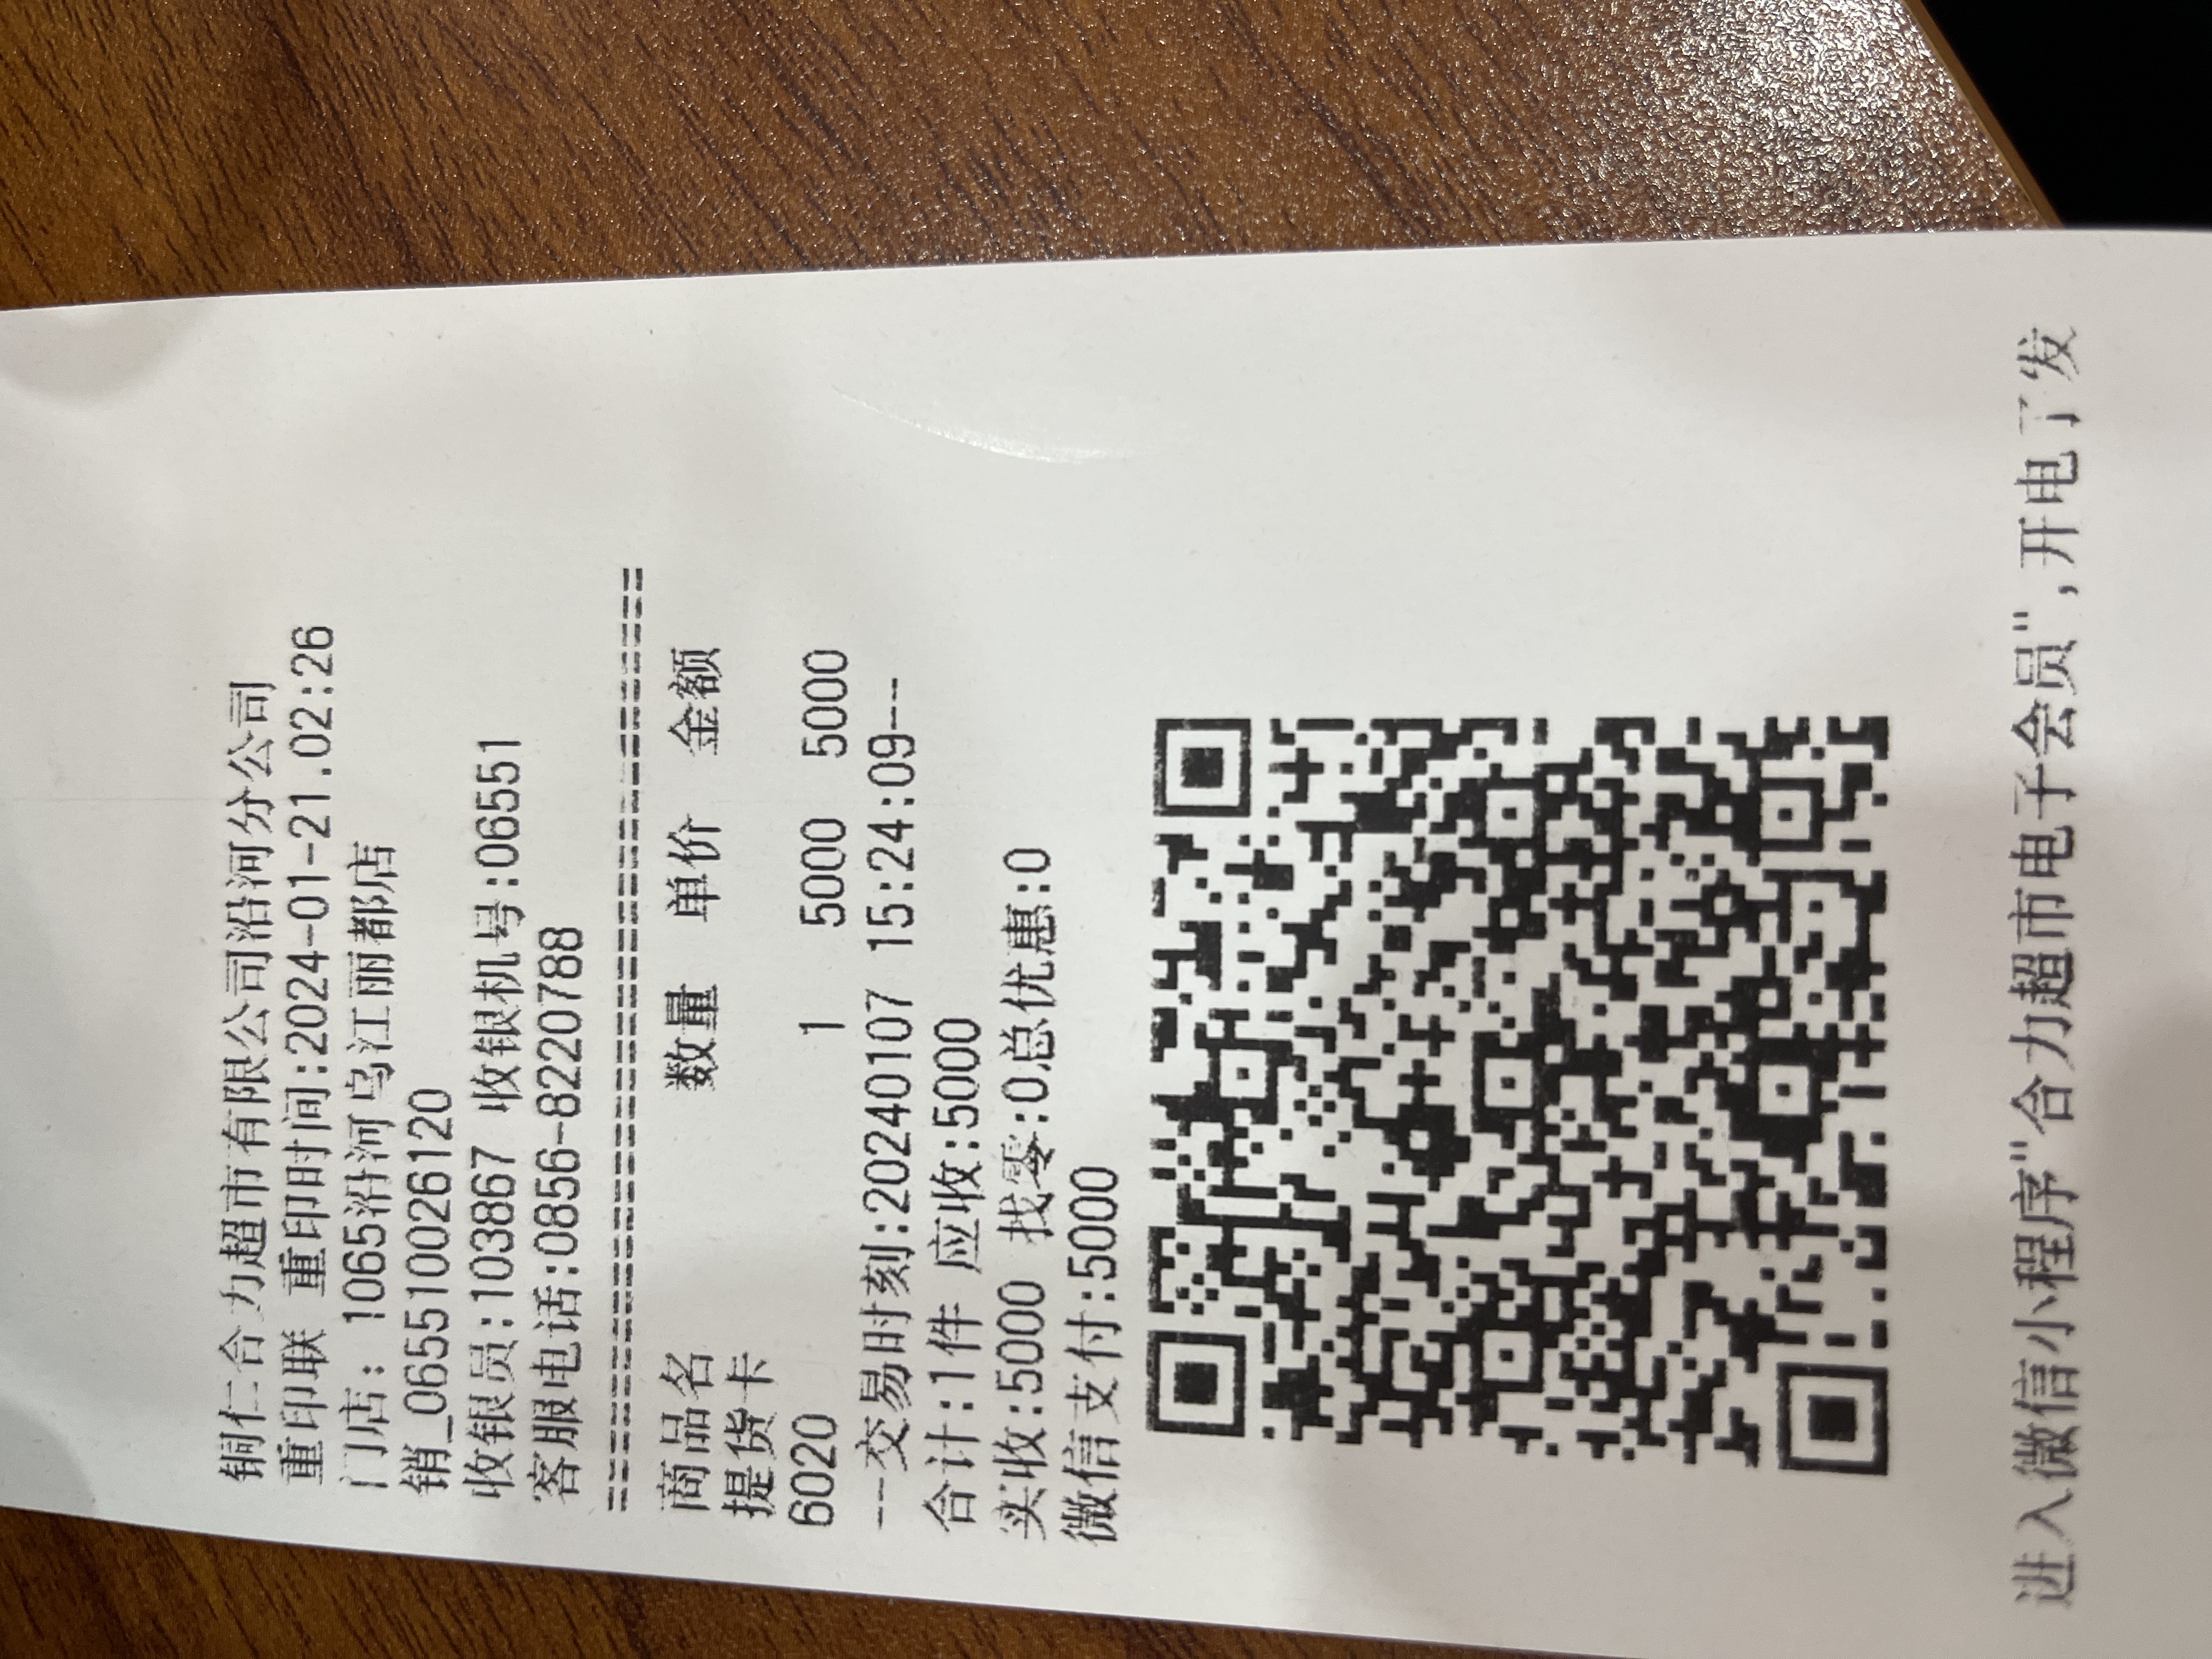 铜仁合力超市有限公司沿河分公司
重印联 重印时间:2024-01-21.02:26
门店: 1065沿河乌江丽都店
销_065510026120
收银员:103867 收银机号:06551
客服电话:0856-8220788
==========================================
商品名 数量 单价 金额
提货卡
6020 1 5000 5000
--交易时刻:20240107 15:24:09--
合计:1件 应收:5000
实收:5000 找零:0总优惠:0
微信支付:5000
进入微信小程序"合力超市电子会员",开电子发